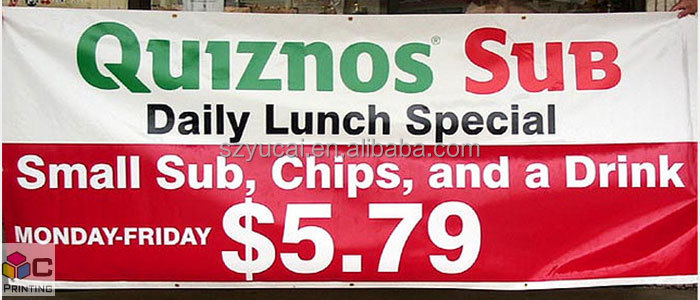 Quiznos® Sub
Daily Lunch Special
szyucai.en.alibaba.com
Small Sub, Chips, and a Drink
MONDAY-FRIDAY $5.79
C
PRINTING